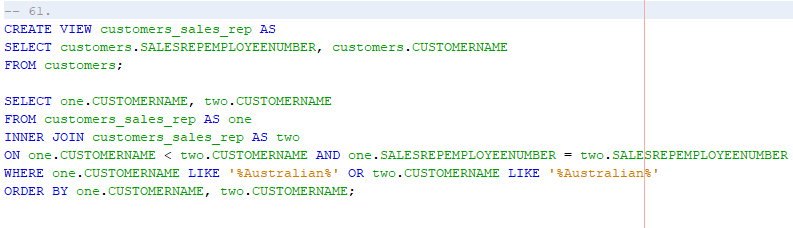 -- 61.
CREATE VIEW customers_sales_rep AS
SELECT customers.SALESREPEMPLOYEENUMBER, customers.CUSTOMERNAME
FROM customers;
SELECT one.CUSTOMERNAME, two.CUSTOMERNAME
FROM customers_sales_rep AS one
INNER JOIN customers_sales_rep AS two
ON one.CUSTOMERNAME < two.CUSTOMERNAME AND one.SALESREPEMPLOYEENUMBER = two.SALESREPEMPLOYEENUMBER
WHERE one.CUSTOMERNAME LIKE '%Australian%' OR two.CUSTOMERNAME LIKE '%Australian%'
ORDER BY one.CUSTOMERNAME, two.CUSTOMERNAME;